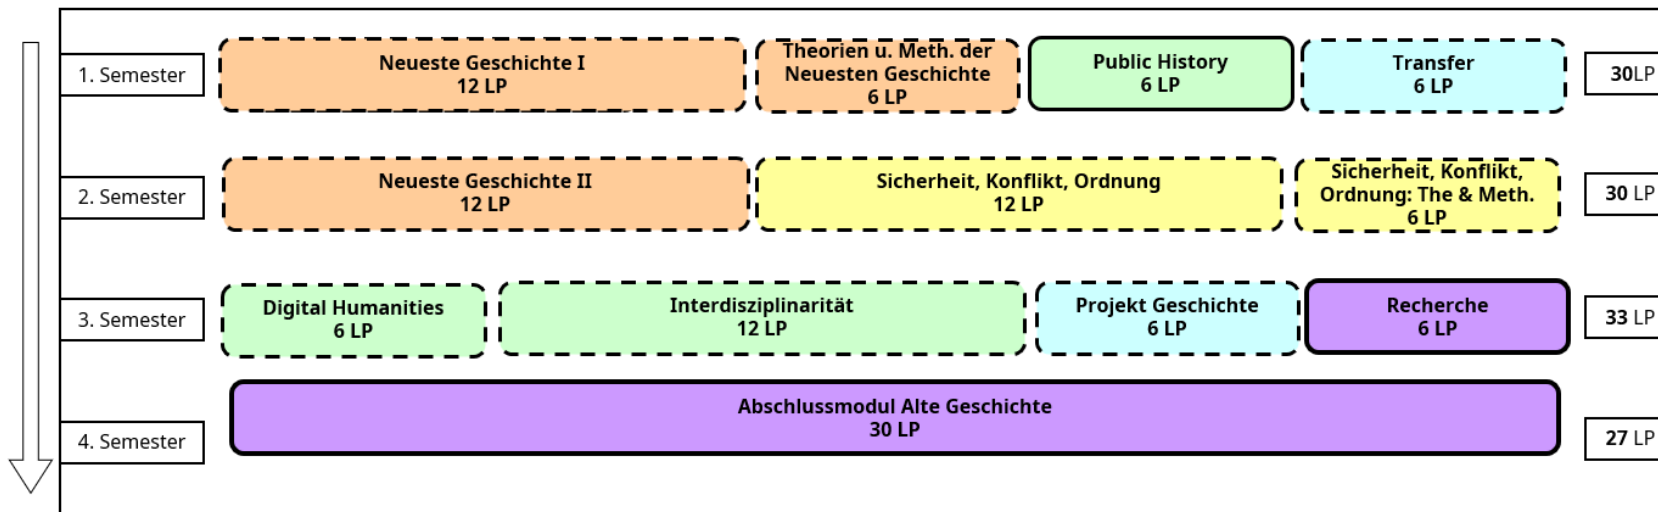 1. Semester
Neueste Geschichte I
12 LP
Theorien u. Meth. der
Neuesten Geschichte
6 LP
Public History
6 LP
Transfer
6 LP
30LP
2. Semester
Neueste Geschichte II
12 LP
Sicherheit, Konflikt, Ordnung
12 LP
Sicherheit, Konflikt,
Ordnung: The & Meth.
6 LP
30 LP
3. Semester
Digital Humanities
6 LP
Interdisziplinarität
12 LP
Projekt Geschichte
6 LP
Recherche
6 LP
33 LP
4. Semester
Abschlussmodul Alte Geschichte
30 LP
27 LP